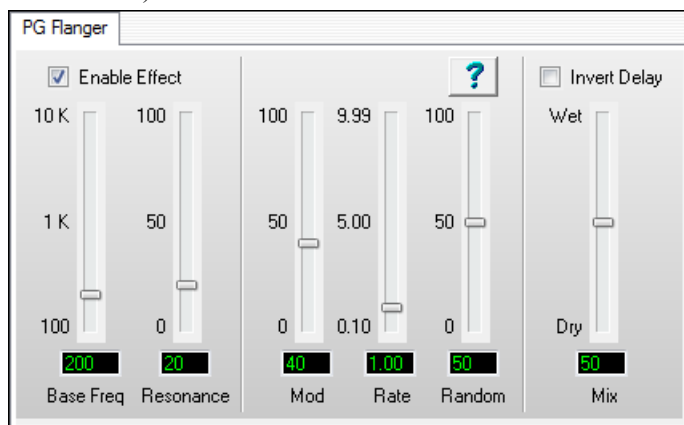 PG Flanger
Enable Effect
?
Invert Delay
10 K 100 100 9.99 100 Wet
1 K 50 50 5.00 50
100 0 0 0.10 0 Dry
200 20 40 1.00 50 50
Base Freq Resonance Mod Rate Random Mix